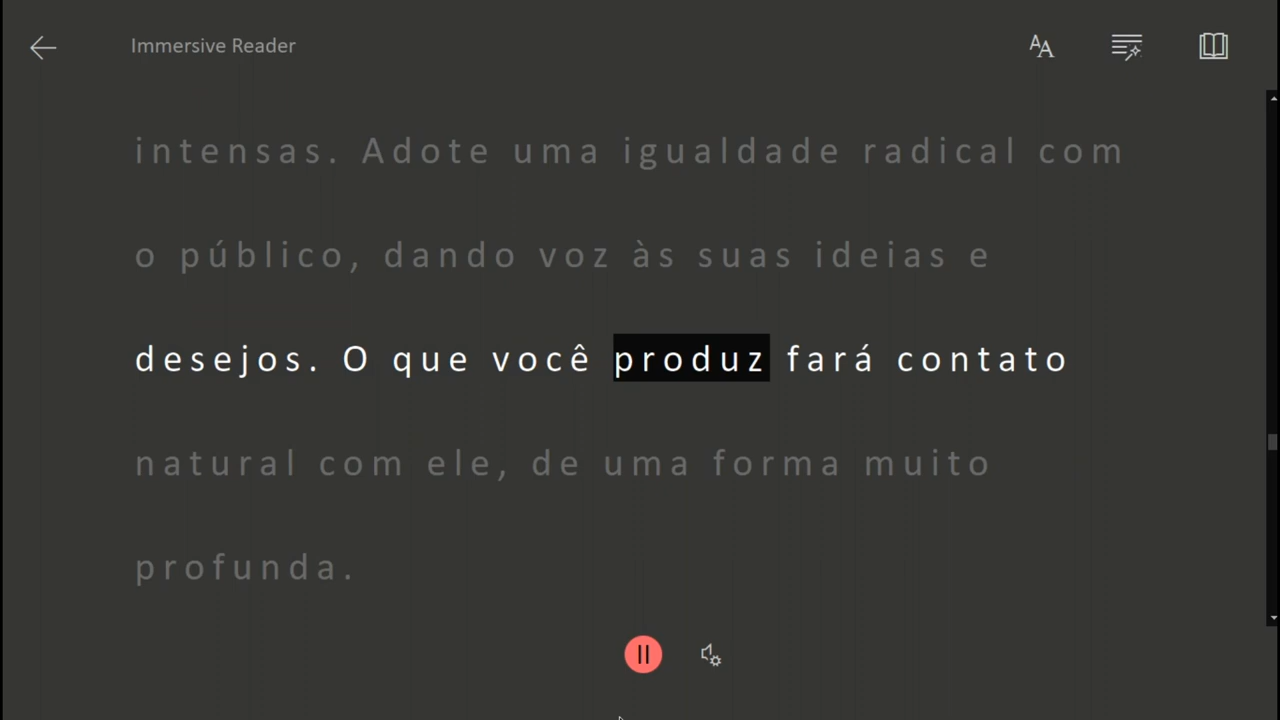 Immersive Reader
intensas. Adote uma igualdade radical com
o público, dando voz às suas ideias e
desejos. O que você produz fará contato
natural com ele, de uma forma muito
profunda.